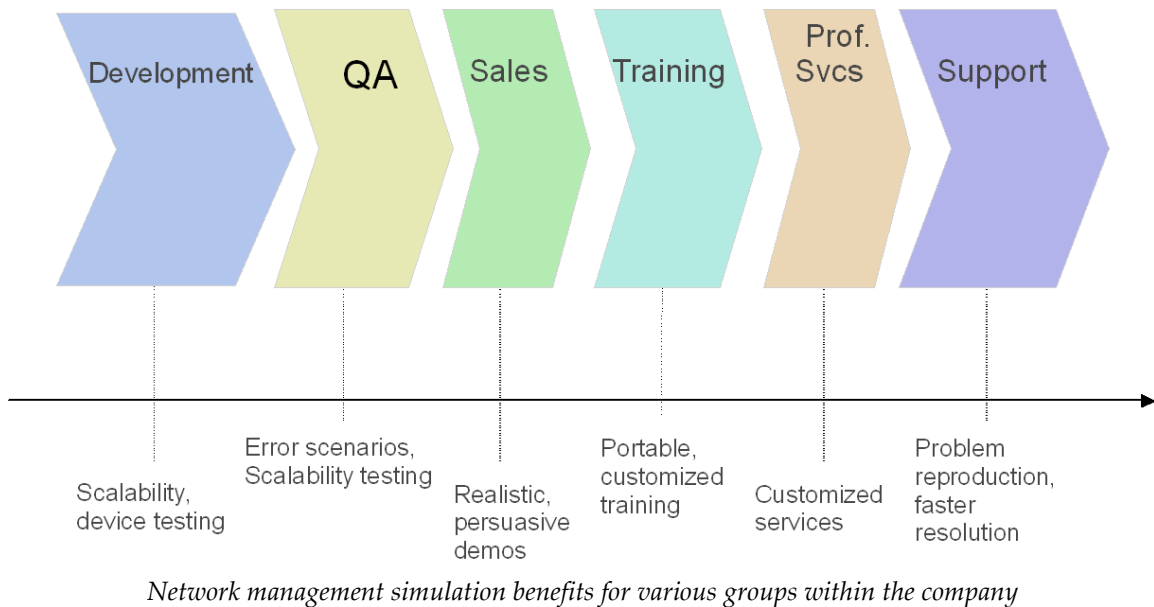 Development
QA
Sales
Training
Prof.
Svcs
Support
Scalability,
device testing
Error scenarios,
Scalability testing
Realistic,
persuasive
demos
Portable,
customized
training
Customized
services
Problem
reproduction,
faster
resolution
Network management simulation benefits for various groups within the company